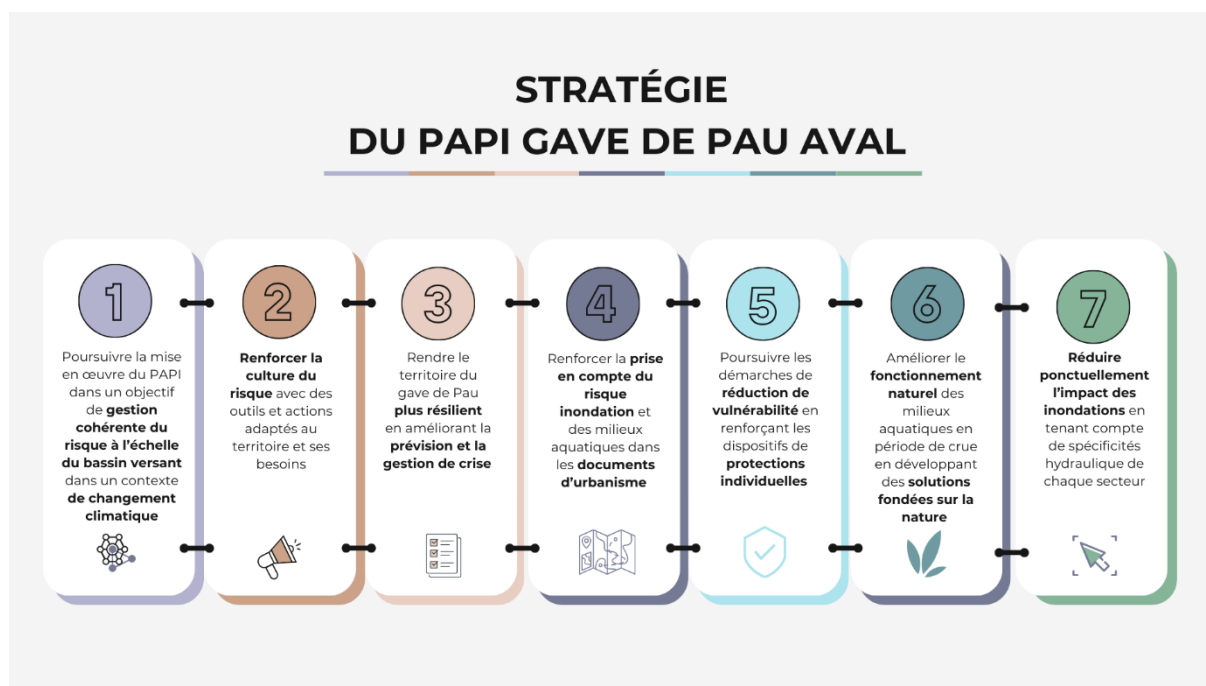 STRATÉGIE
DU PAPI GAVE DE PAU AVAL
1
Poursuivre la mise
en œuvre du PAPI
dans un objectif
de gestion
cohérente du
risque à l'échelle
du bassin versant
dans un contexte
de changement
climatique
2
Renforcer la
culture du
risque avec des
outils et actions
adaptés au
territoire et ses
besoins
3
Rendre le
territoire du
gave de Pau
plus résilient
en améliorant la
prévision et la
gestion de crise
4
Renforcer la prise
en compte du
risque
inondation et
des milieux
aquatiques dans
les documents
d'urbanisme
5
Poursuivre les
démarches de
réduction de
vulnérabilité en
renforçant les
dispositifs de
protections
individuelles
6
Améliorer le
fonctionnement
naturel des
milieux
aquatiques en
période de crue
en développant
des solutions
fondées sur la
nature
7
Réduire
ponctuellement
l'impact des
inondations en
tenant compte
de spécificités
hydraulique de
chaque secteur